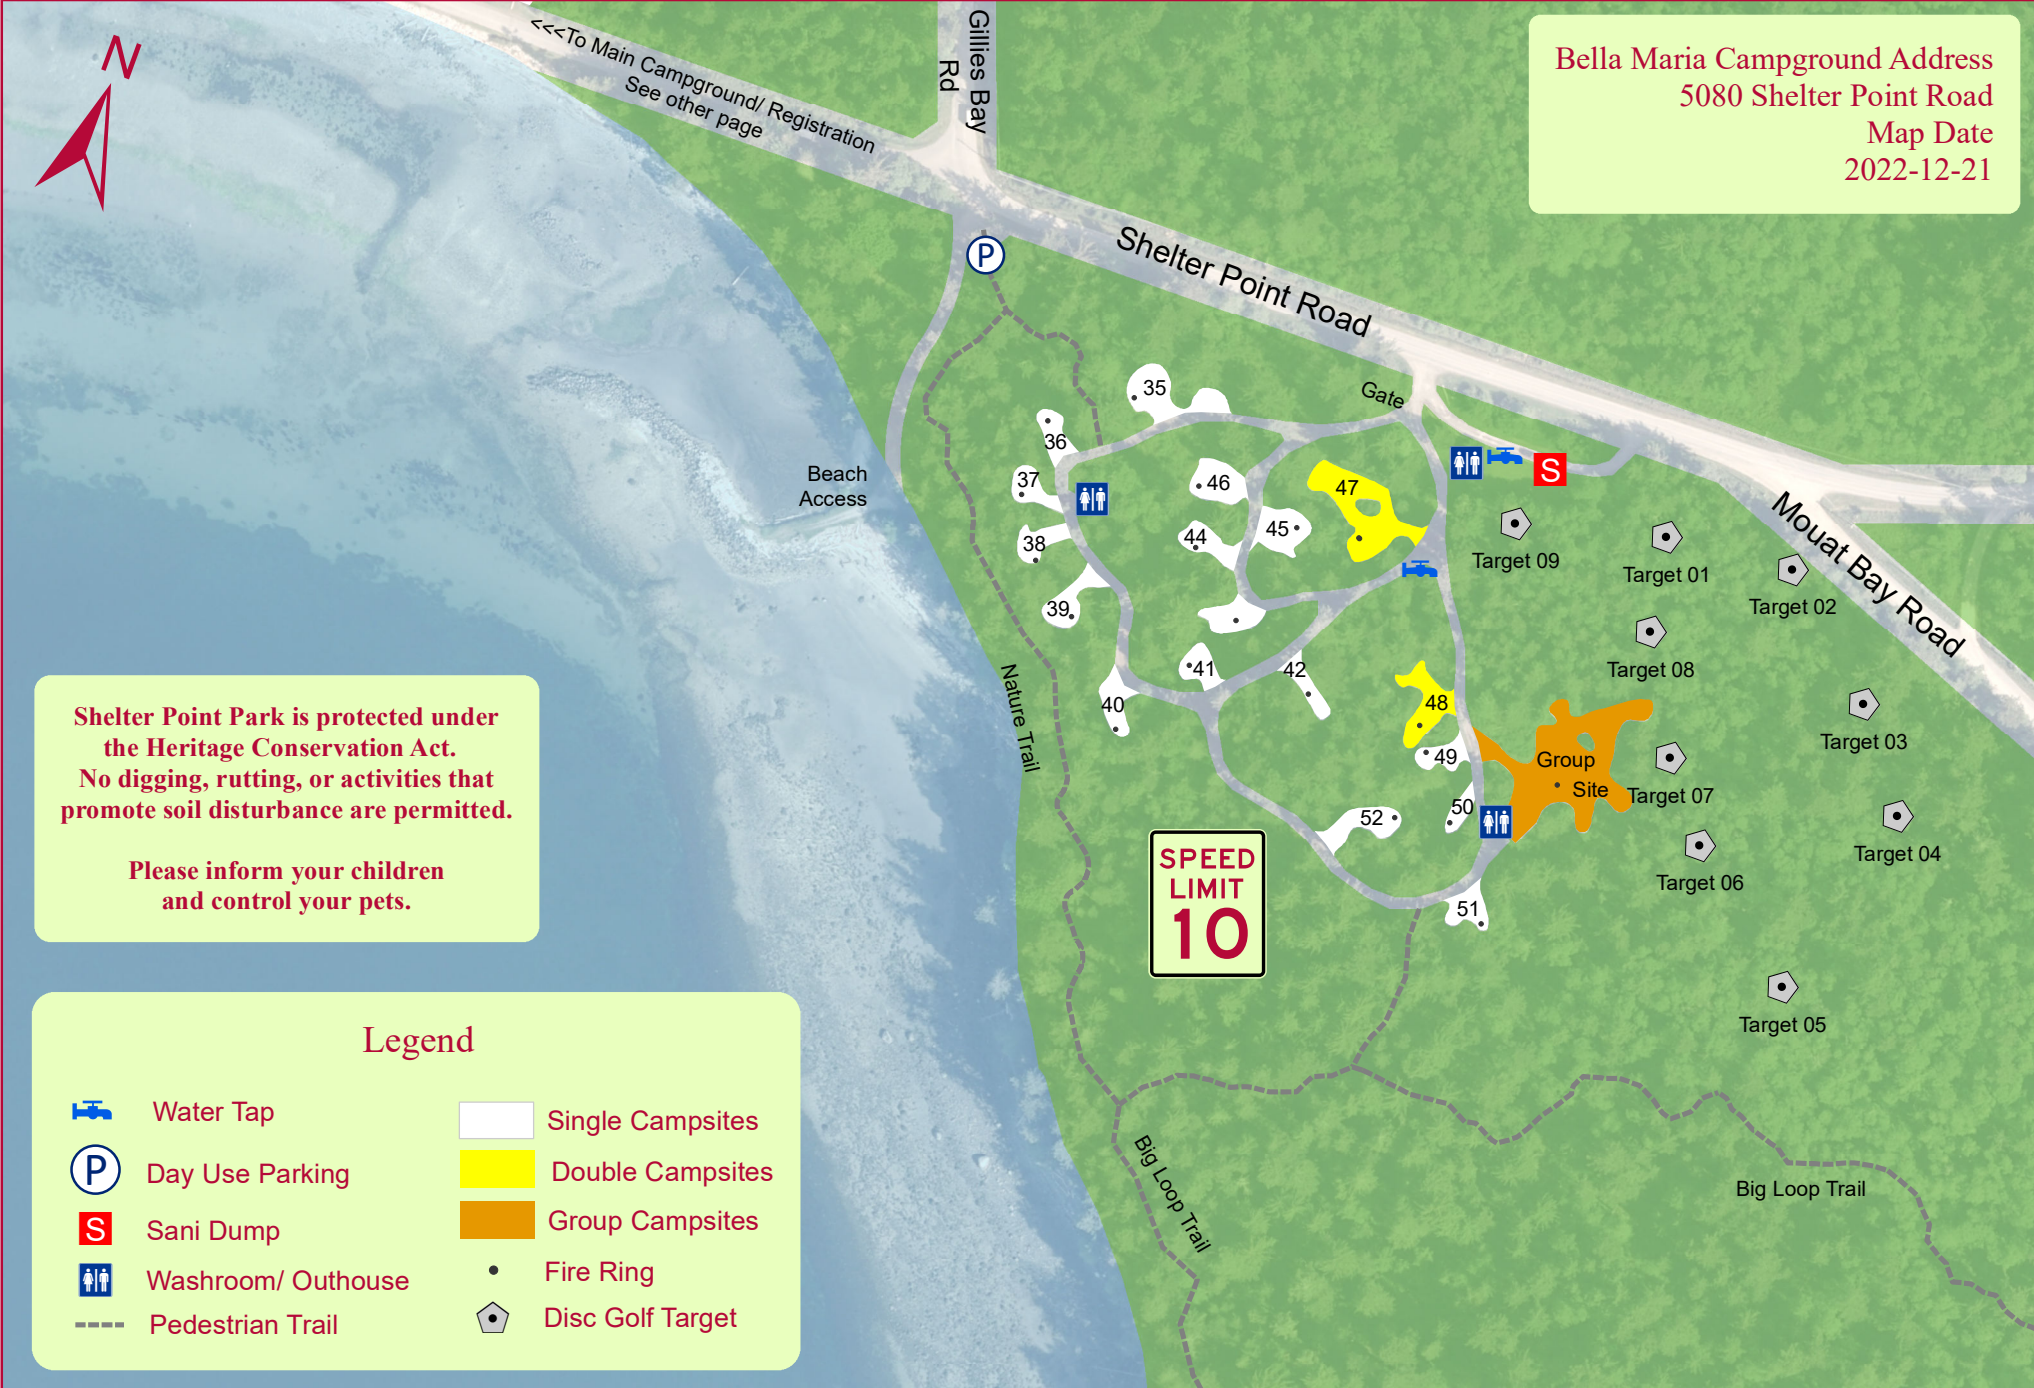 N
<<<To Main Campground/ Registration
See other page
Gillies Bay
Rd
Bella Maria Campground Address
5080 Shelter Point Road
Map Date
2022-12-21
P
Shelter Point Road
Gate
35
36
37
38
39
40
41
42
44
45
46
47
48
49
50
51
52
S
Beach
Access
Mouat Bay Road
Target 09
Target 01
Target 02
Target 08
Target 03
Target 07
Target 04
Target 06
Target 05
Group
Site
Nature Trail
SPEED
LIMIT
10
Big Loop Trail
Big Loop Trail
Shelter Point Park is protected under
the Heritage Conservation Act.
No digging, rutting, or activities that
promote soil disturbance are permitted.
Please inform your children
and control your pets.
Legend
Water Tap
P Day Use Parking
S Sani Dump
Washroom/ Outhouse
Pedestrian Trail
Single Campsites
Double Campsites
Group Campsites
Fire Ring
Disc Golf Target